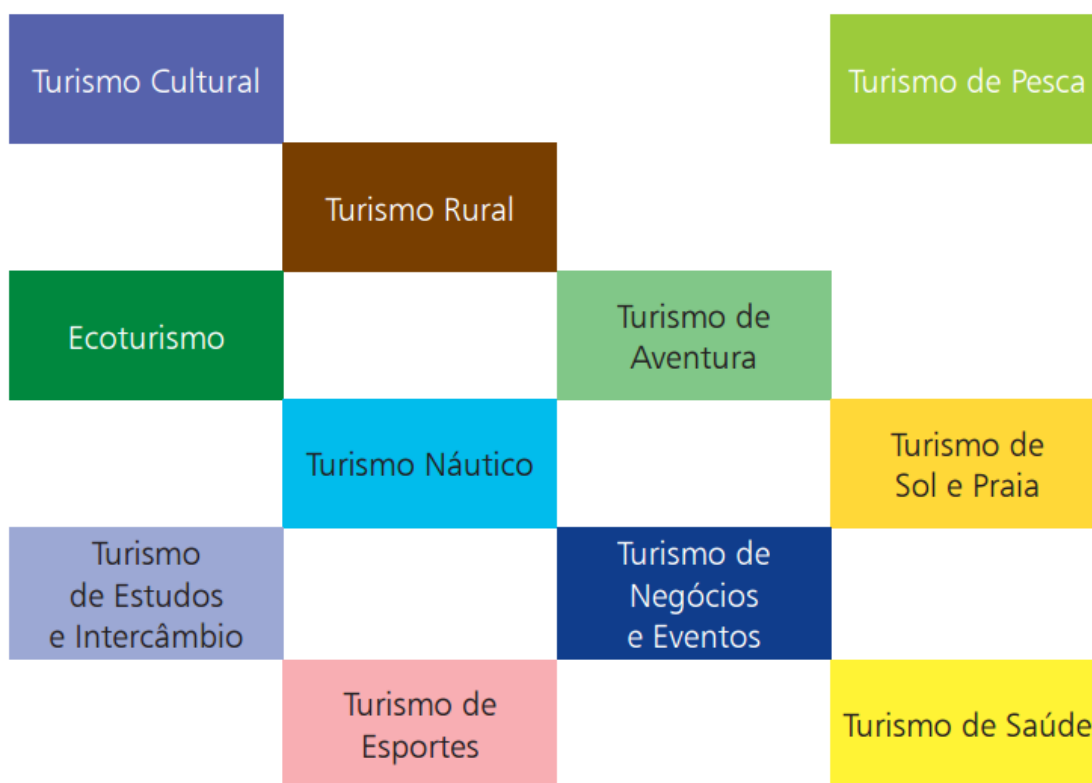 Turismo Cultural
Turismo de Pesca
Turismo Rural
Ecoturismo
Turismo de
Aventura
Turismo Náutico
Turismo de
Sol e Praia
Turismo
de Estudos
e Intercâmbio
Turismo de
Negócios
e Eventos
Turismo de
Esportes
Turismo de Saúde